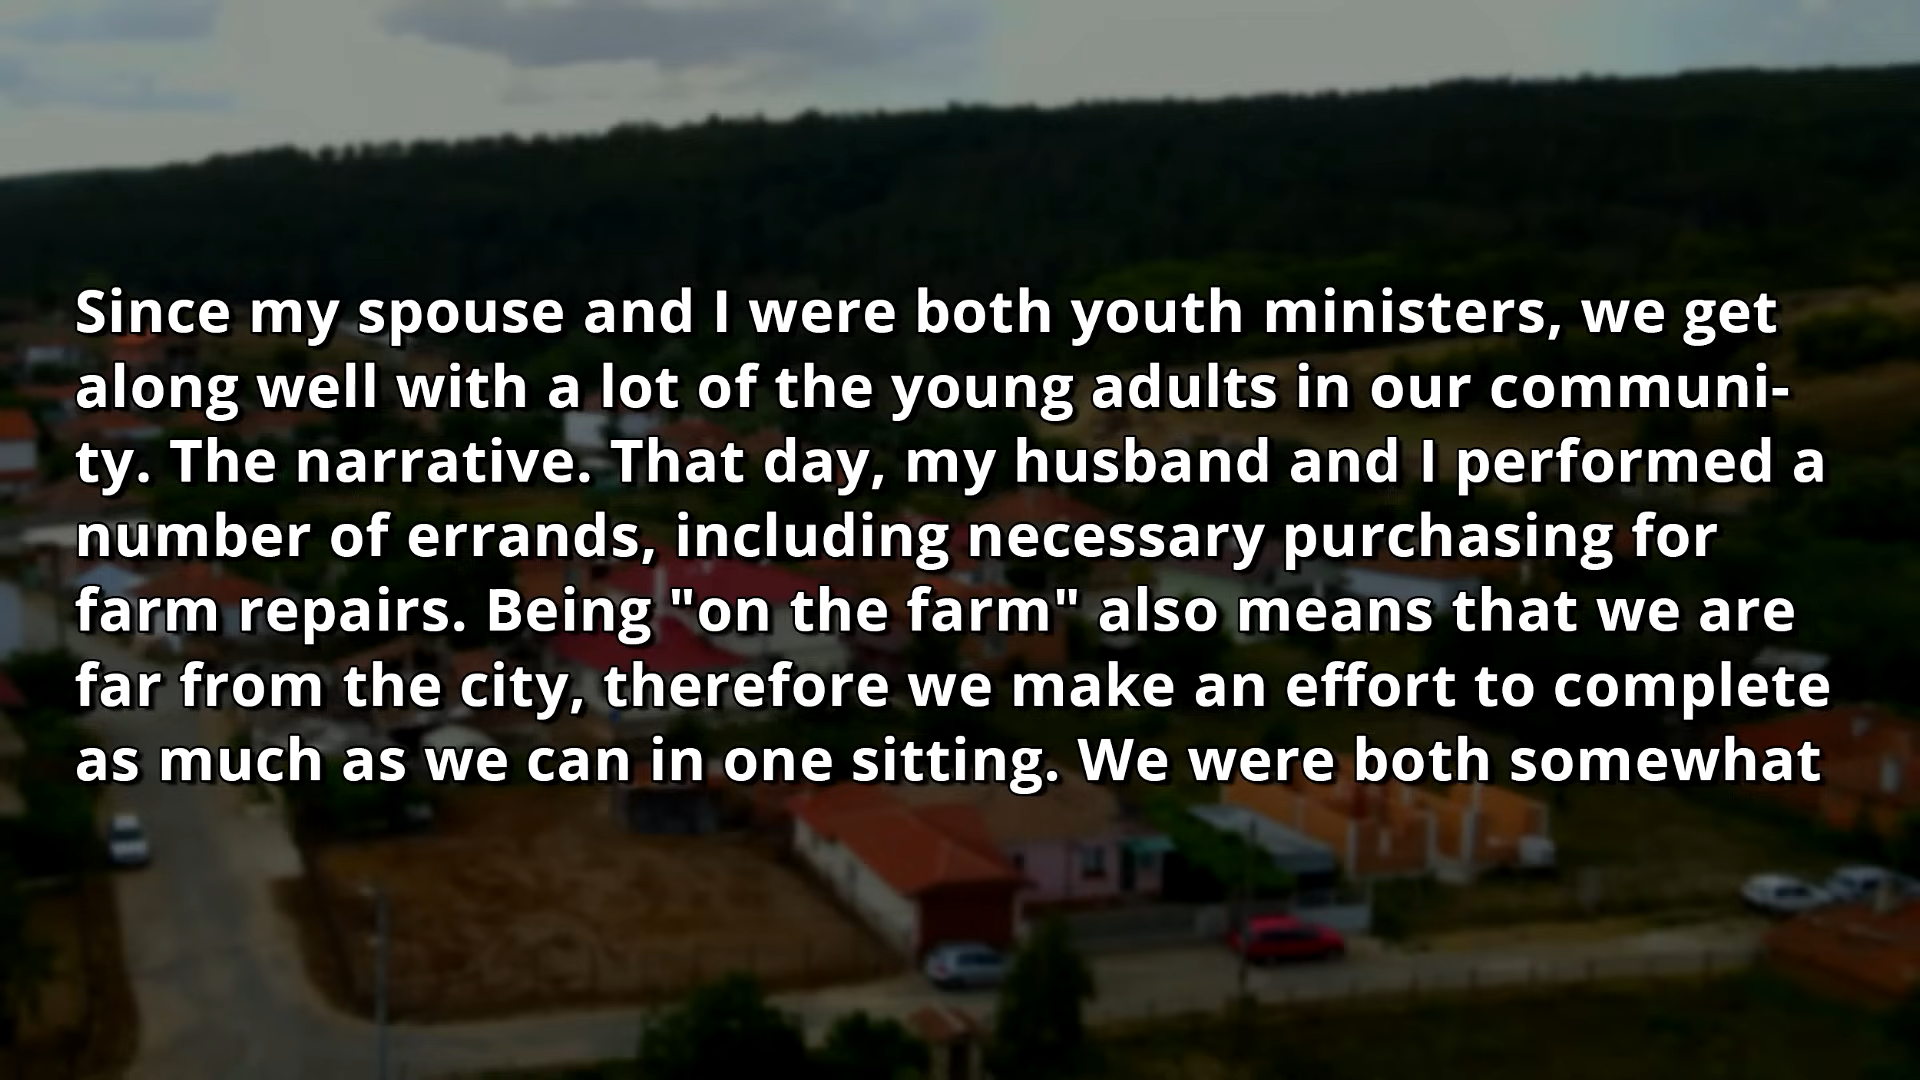 Since my spouse and I were both youth ministers, we get
along well with a lot of the young adults in our communi-
ty. The narrative. That day, my husband and I performed a
number of errands, including necessary purchasing for
farm repairs. Being "on the farm" also means that we are
far from the city, therefore we make an effort to complete
as much as we can in one sitting. We were both somewhat